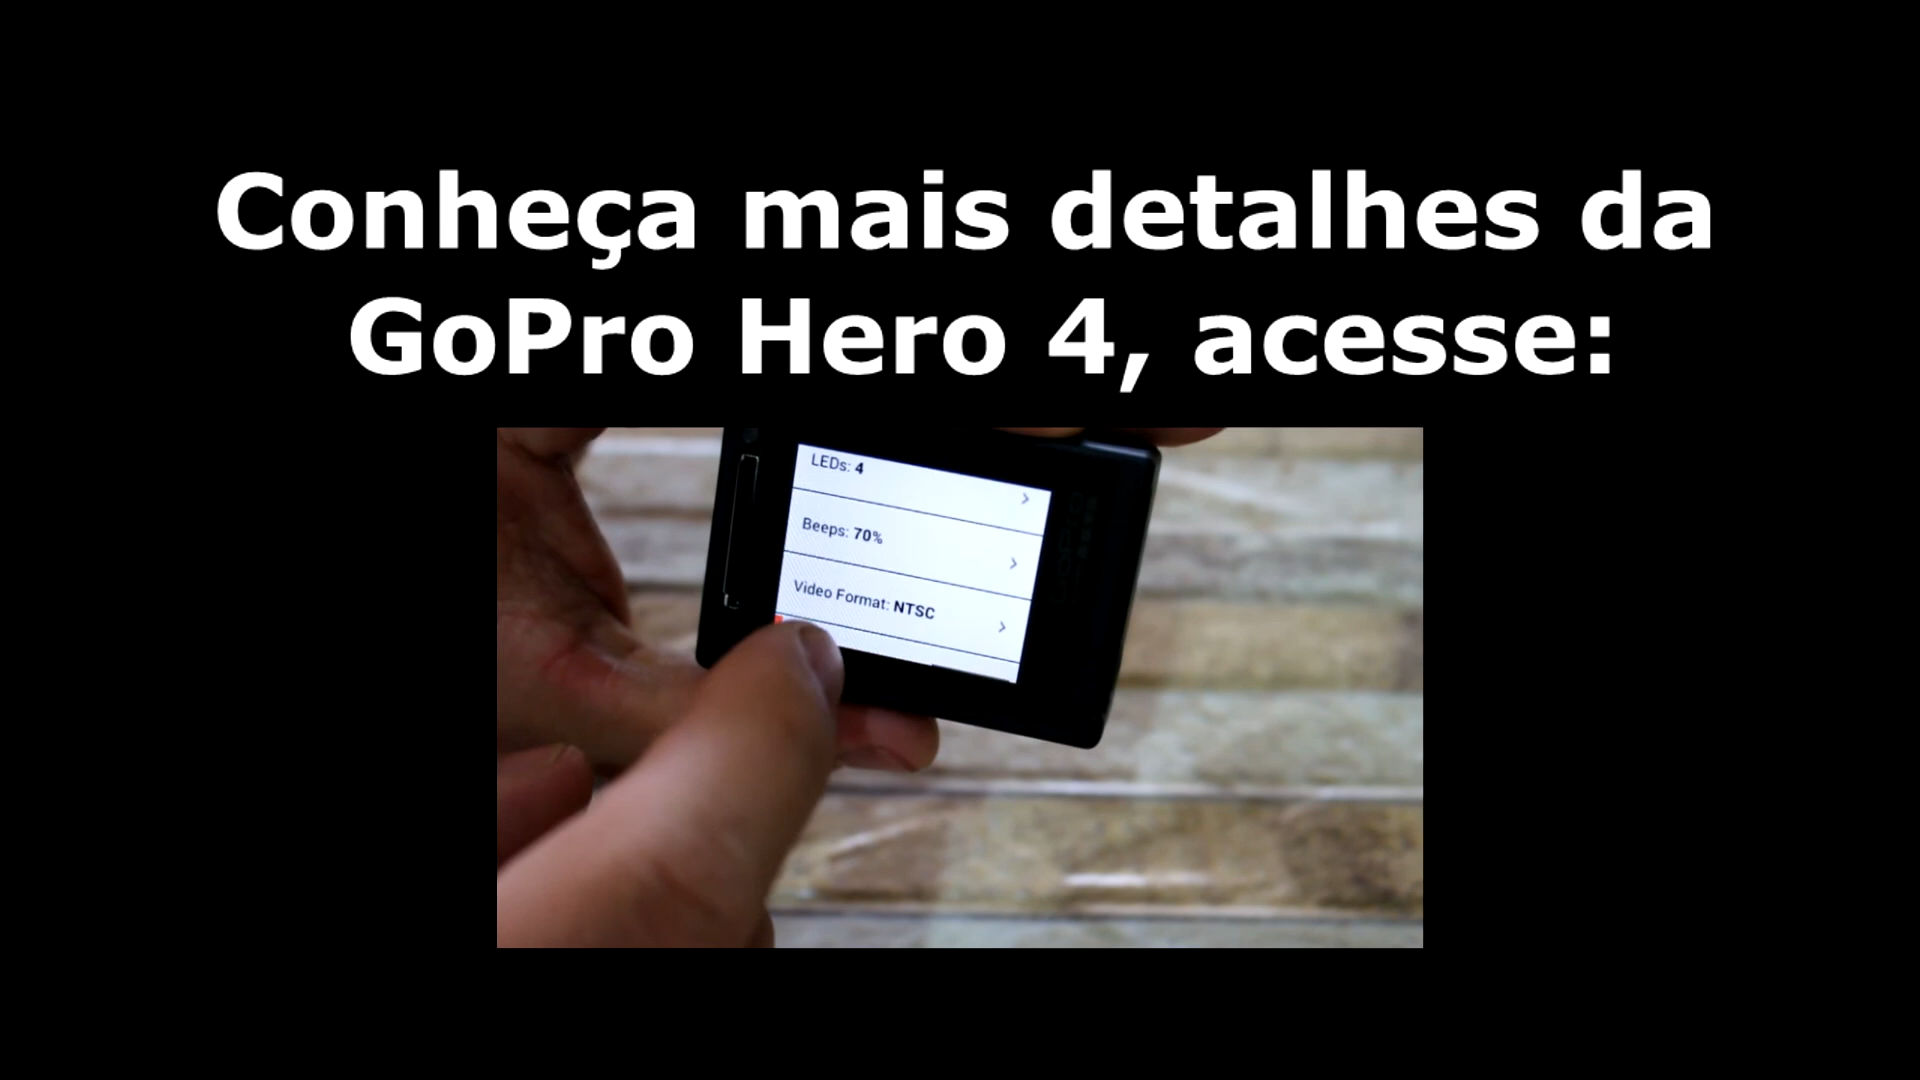 Conheça mais detalhes da
GoPro Hero 4, acesse:
LEDs: 4
Beeps: 70%
Video Format: NTSC